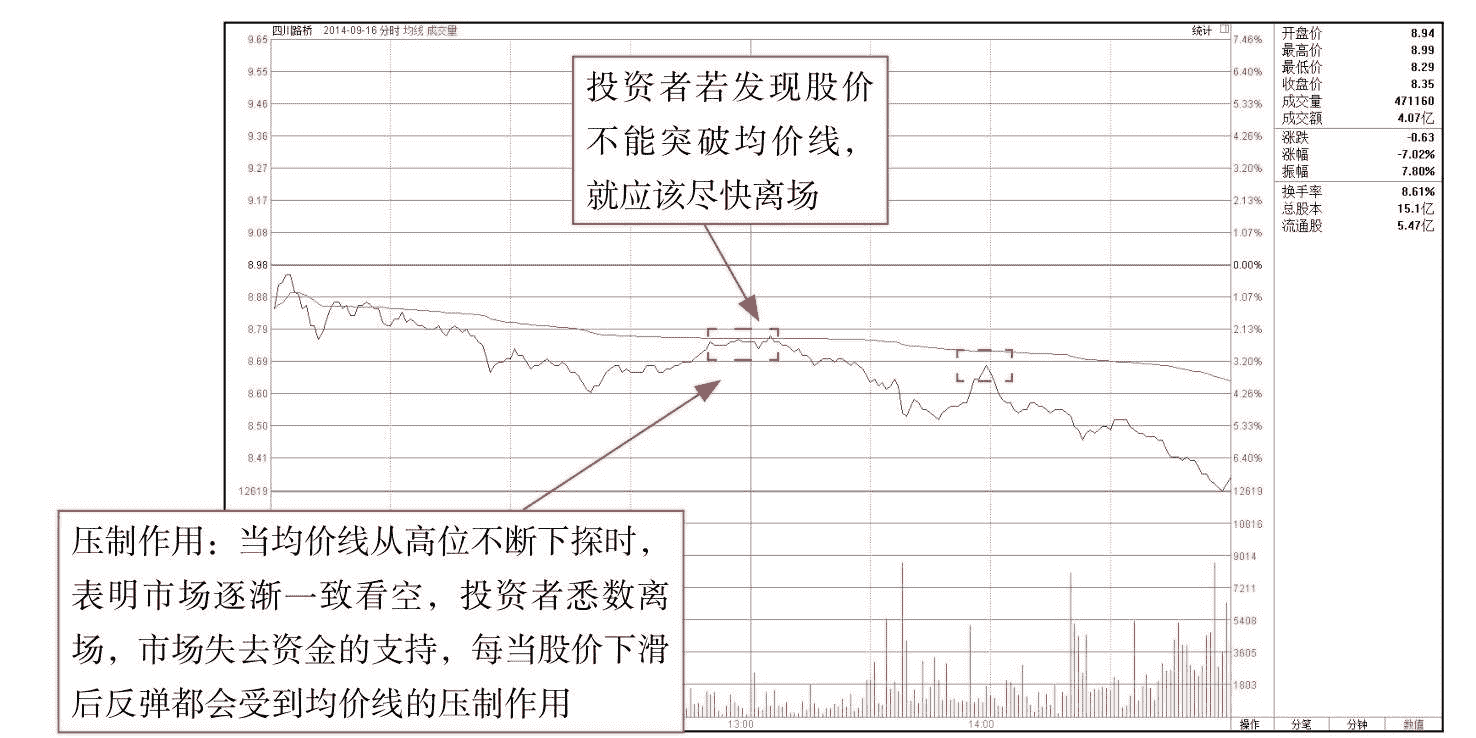 四川路桥 2014-09-16 分时 均线 成交量
统计
9.65
9.55
9.46
9.36
9.27
9.17
9.08
8.98
8.88
8.79
8.69
8.60
8.50
8.41
12619
投资者若发现股价
不能突破均价线，
就应该尽快离场
压制作用：当均价线从高位不断下探时，
表明市场逐渐一致看空，投资者悉数离
场，市场失去资金的支持，每当股价下滑
后反弹都会受到均价线的压制作用
7.46%
6.40%
5.33%
4.26%
3.20%
2.13%
1.07%
0.00%
1.07%
2.13%
3.20%
4.26%
5.33%
6.40%
12619
10816
9014
7211
5408
3605
1803
13:00
14:00
开盘价 8.94
最高价 8.99
最低价 8.29
收盘价 8.35
成交量 471160
成交额 4.07亿
涨跌 -0.63
涨幅 -7.02%
振幅 7.80%
换手率 8.61%
总股本 15.1亿
流通股 5.47亿
操作 分笔 分钟 数值